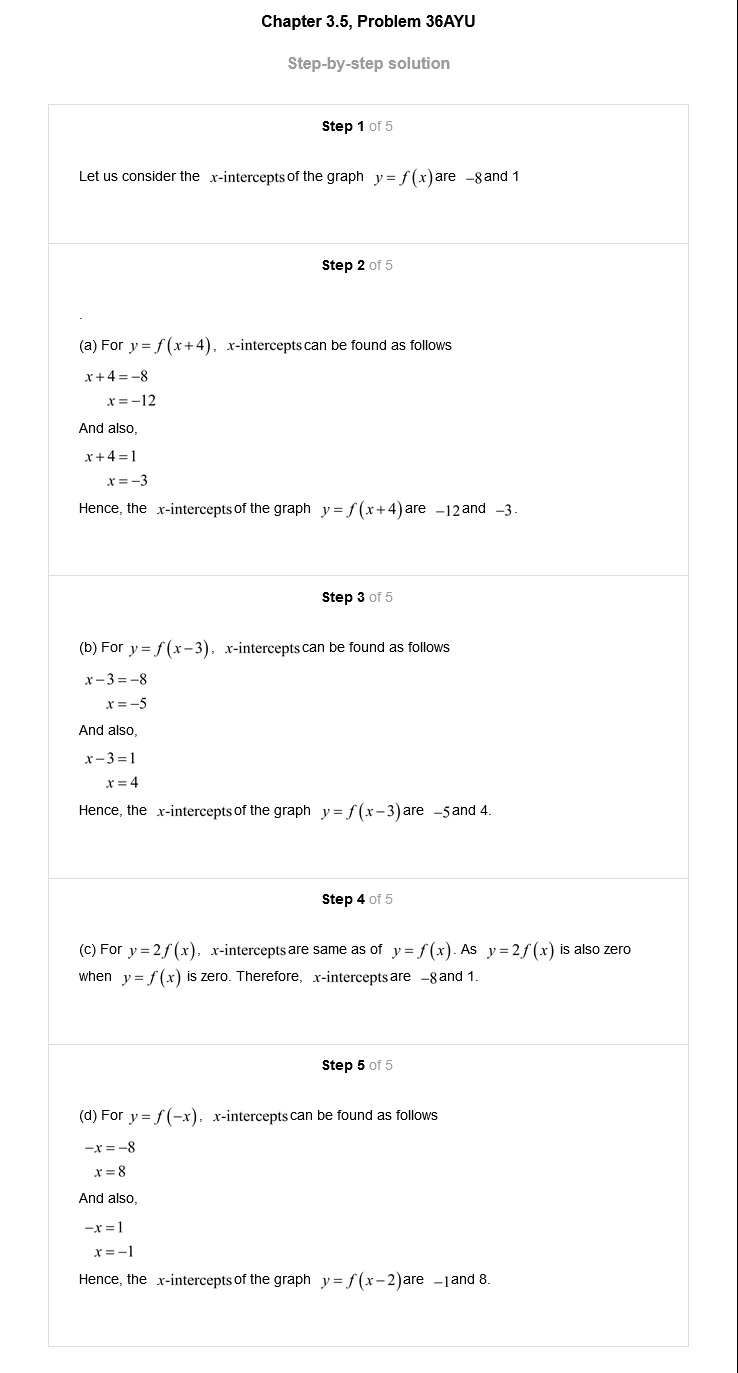 Chapter 3.5, Problem 36AYU
Step-by-step solution
Step 1 of 5
Let us consider the x-intercepts of the graph y = f(x) are −8 and 1
Step 2 of 5
.
(a) For y = f(x+4), x-intercepts can be found as follows
x+4 = −8
x = −12
And also,
x+4 = 1
x = −3
Hence, the x-intercepts of the graph y = f(x+4) are −12 and −3.
Step 3 of 5
(b) For y = f(x−3), x-intercepts can be found as follows
x−3 = −8
x = −5
And also,
x−3 = 1
x = 4
Hence, the x-intercepts of the graph y = f(x−3) are −5 and 4.
Step 4 of 5
(c) For y = 2f(x), x-intercepts are same as of y = f(x). As y = 2f(x) is also zero
when y = f(x) is zero. Therefore, x-intercepts are −8 and 1.
Step 5 of 5
(d) For y = f(−x), x-intercepts can be found as follows
−x = −8
x = 8
And also,
−x = 1
x = −1
Hence, the x-intercepts of the graph y = f(x−2) are −1 and 8.